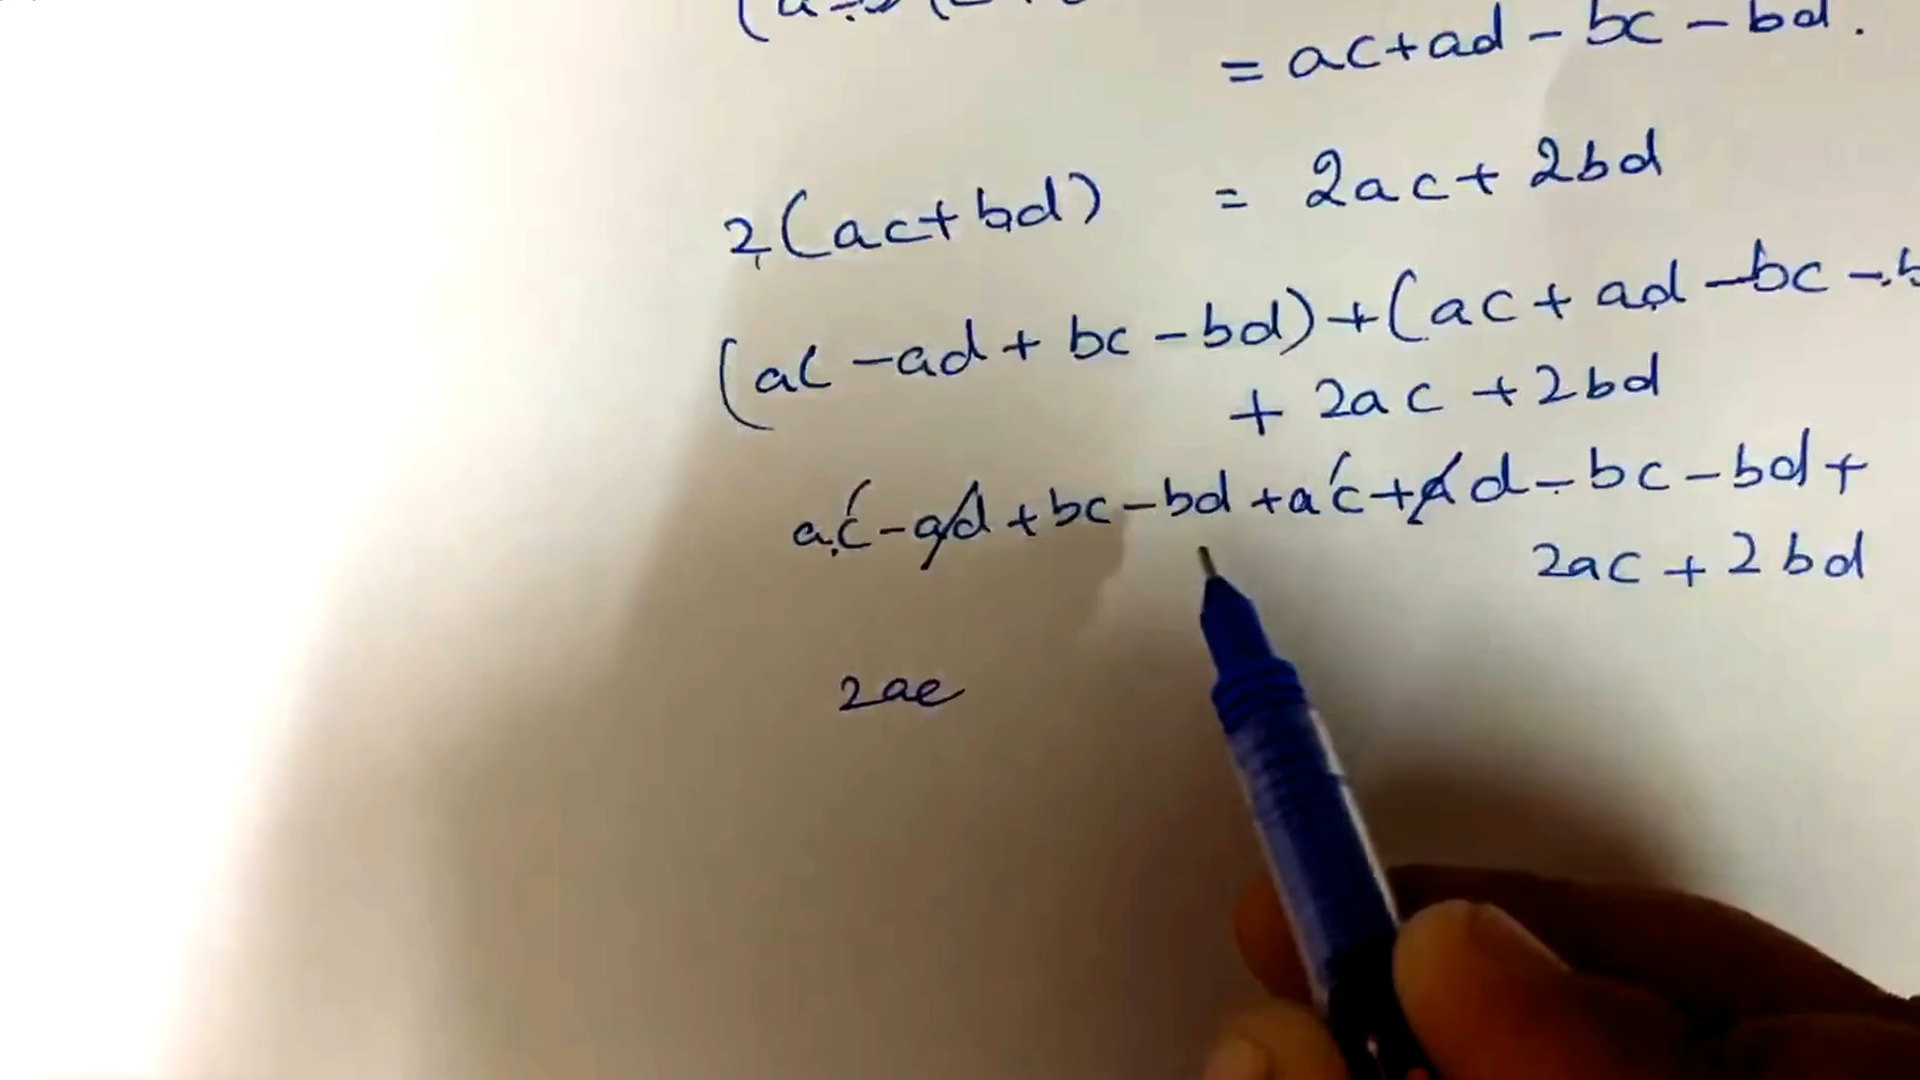 = ac+ad - bc - bd.
2(ac+bd) = 2ac + 2bd
(ac - ad + bc - bd) + (ac + ad - bc - b
+ 2ac + 2bd
ac - ad + bc - bd + ac + ad - bc - bd +
2ac + 2bd
2ac